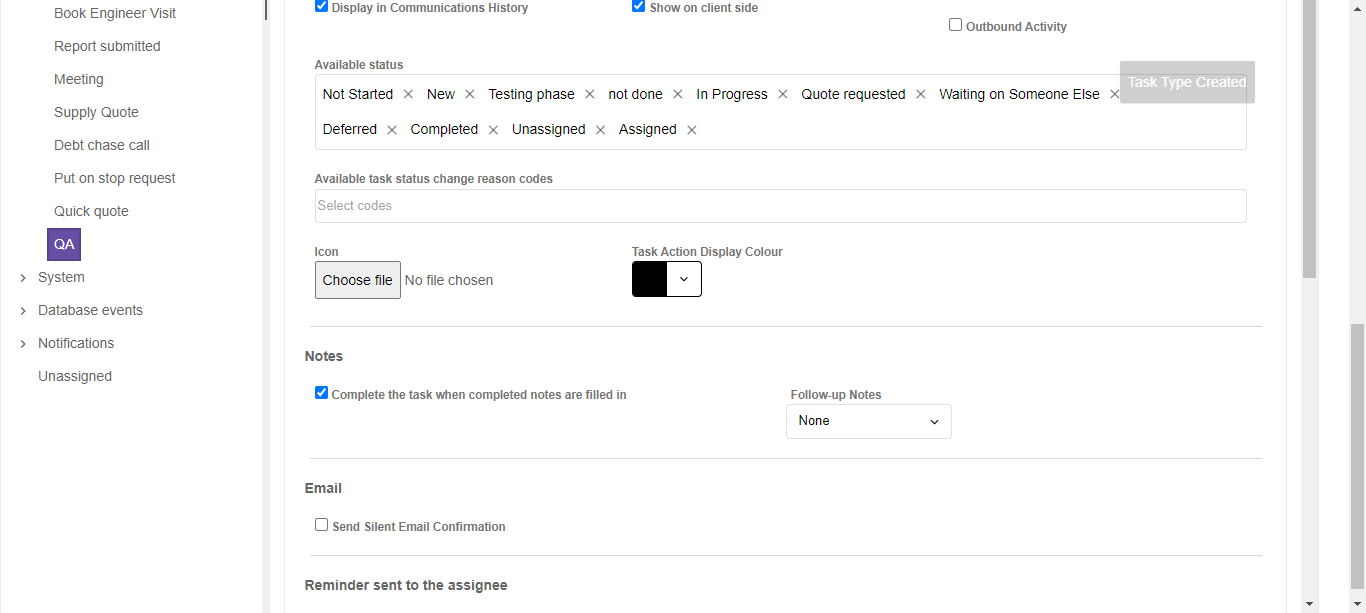 Book Engineer Visit
Report submitted
Meeting
Supply Quote
Debt chase call
Put on stop request
Quick quote
QA
System
Database events
Notifications
Unassigned
Display in Communications History
Show on client side
Outbound Activity
Available status
Task Type Created
Not Started × New × Testing phase × not done × In Progress × Quote requested × Waiting on Someone Else ×
Deferred × Completed × Unassigned × Assigned ×
Available task status change reason codes
Select codes
Icon
Task Action Display Colour
Choose file No file chosen
Notes
Complete the task when completed notes are filled in
Follow-up Notes
None
Email
Send Silent Email Confirmation
Reminder sent to the assignee